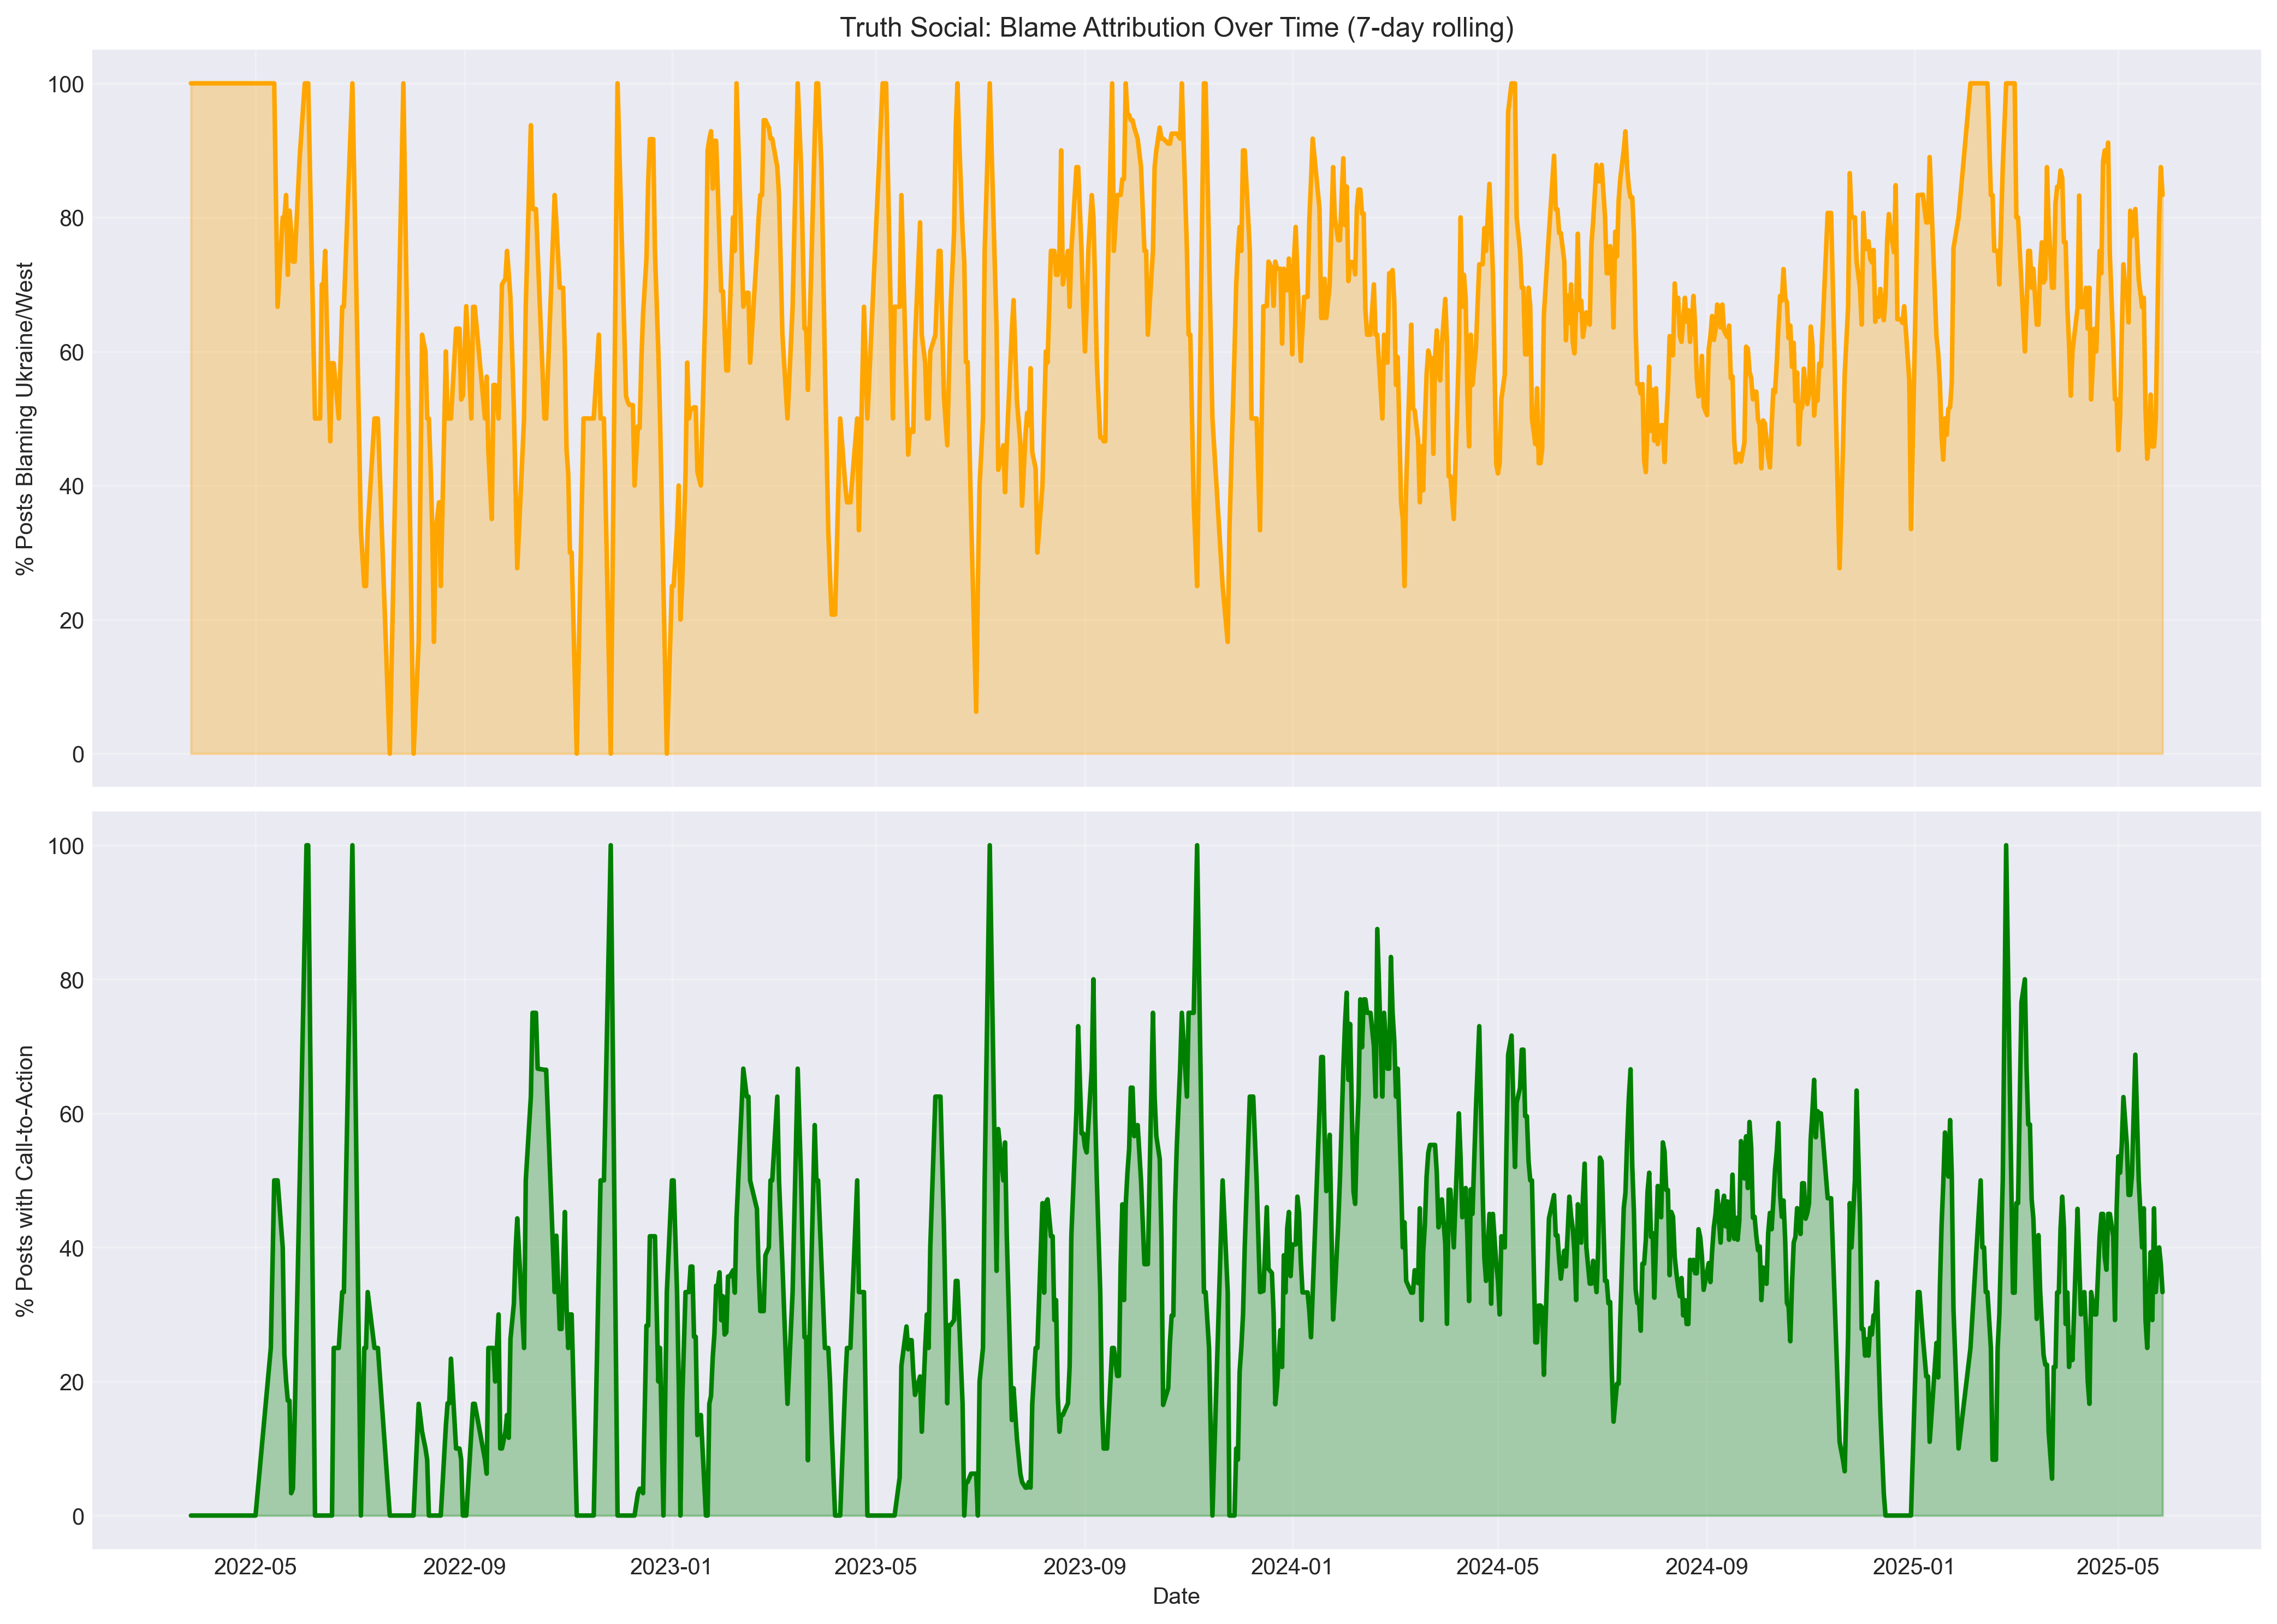 Truth Social: Blame Attribution Over Time (7-day rolling)
% Posts Blaming Ukraine/West
100
80
60
40
20
0
% Posts with Call-to-Action
100
80
60
40
20
0
2022-05 2022-09 2023-01 2023-05 2023-09 2024-01 2024-05 2024-09 2025-01 2025-05
Date